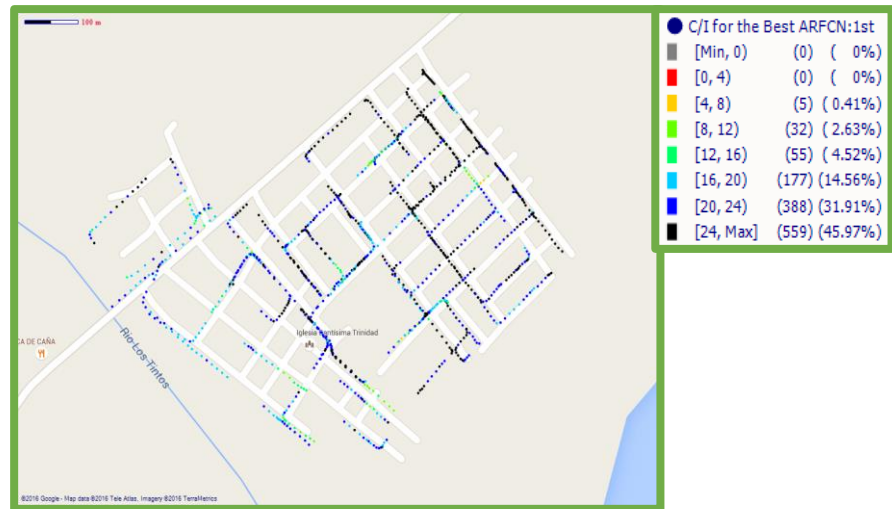 100 m
Iglesia Santisima Trinidad
CA DE CAÑA
Rio Los Tintos
©2016 Google - Map data ©2016 Tele Atlas, Imagery ©2016 TerraMetrics
C/I for the Best ARFCN:1st
[Min, 0) (0) ( 0%)
[0, 4) (0) ( 0%)
[4, 8) (5) ( 0.41%)
[8, 12) (32) ( 2.63%)
[12, 16) (55) ( 4.52%)
[16, 20) (177) (14.56%)
[20, 24) (388) (31.91%)
[24, Max] (559) (45.97%)